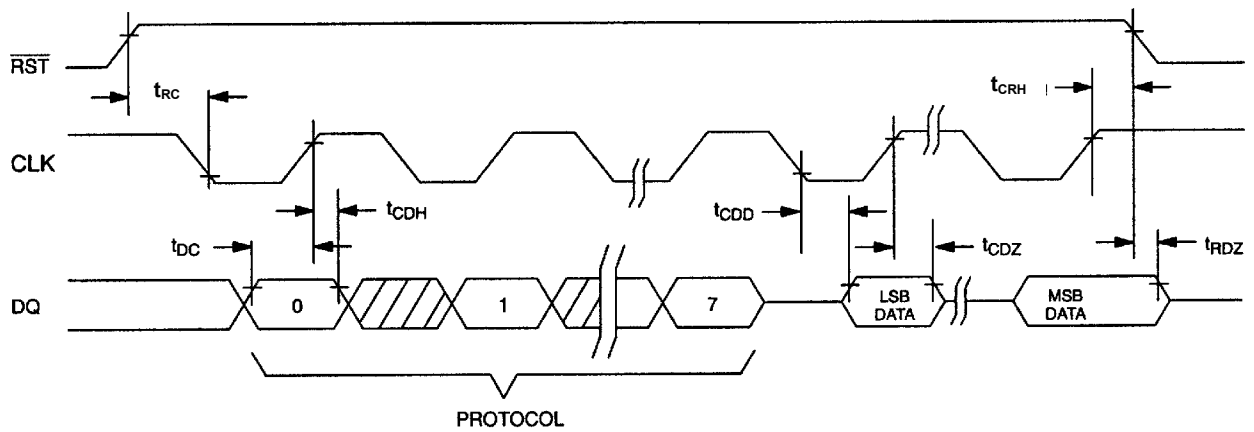 RST
tRC
tCRH
CLK
tCDH
tCDD
tDC
tCDZ
tRDZ
DQ
0
1
7
LSB
DATA
MSB
DATA
PROTOCOL